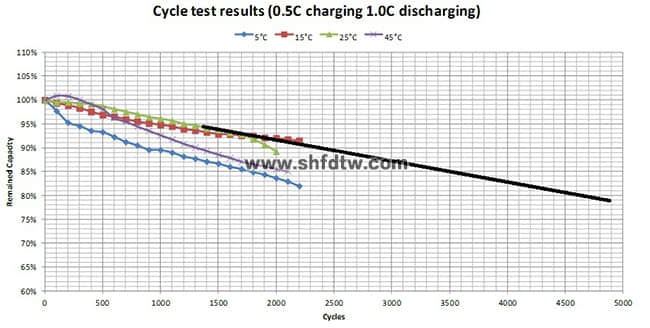 Cycle test results (0.5C charging 1.0C discharging)
5°C 15°C 25°C 45°C
110%
105%
100%
95%
90%
85%
80%
75%
70%
65%
60%
Remained Capacity
www.shfdtw.com
0 500 1000 1500 2000 2500 3000 3500 4000 4500 5000
Cycles